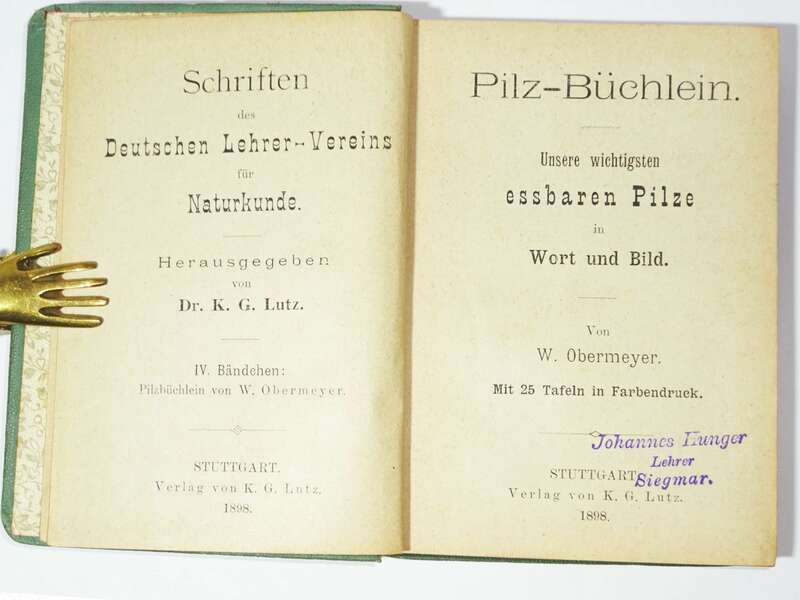 Schriften
des
Deutschen Lehrer-Vereins
für
Naturkunde.
Herausgegeben
von
Dr. K. G. Lutz.
IV. Bändchen:
Pilzbüchlein von W. Obermeyer.
STUTTGART.
Verlag von K. G. Lutz.
1898.
Pilz-Büchlein.
Unsere wichtigsten
essbaren Pilze
in
Wort und Bild.
Von
W. Obermeyer.
Mit 25 Tafeln in Farbendruck.
Johannes Hunger
Lehrer
Siegmar.
STUTTGART
Verlag von K. G. Lutz.
1898.